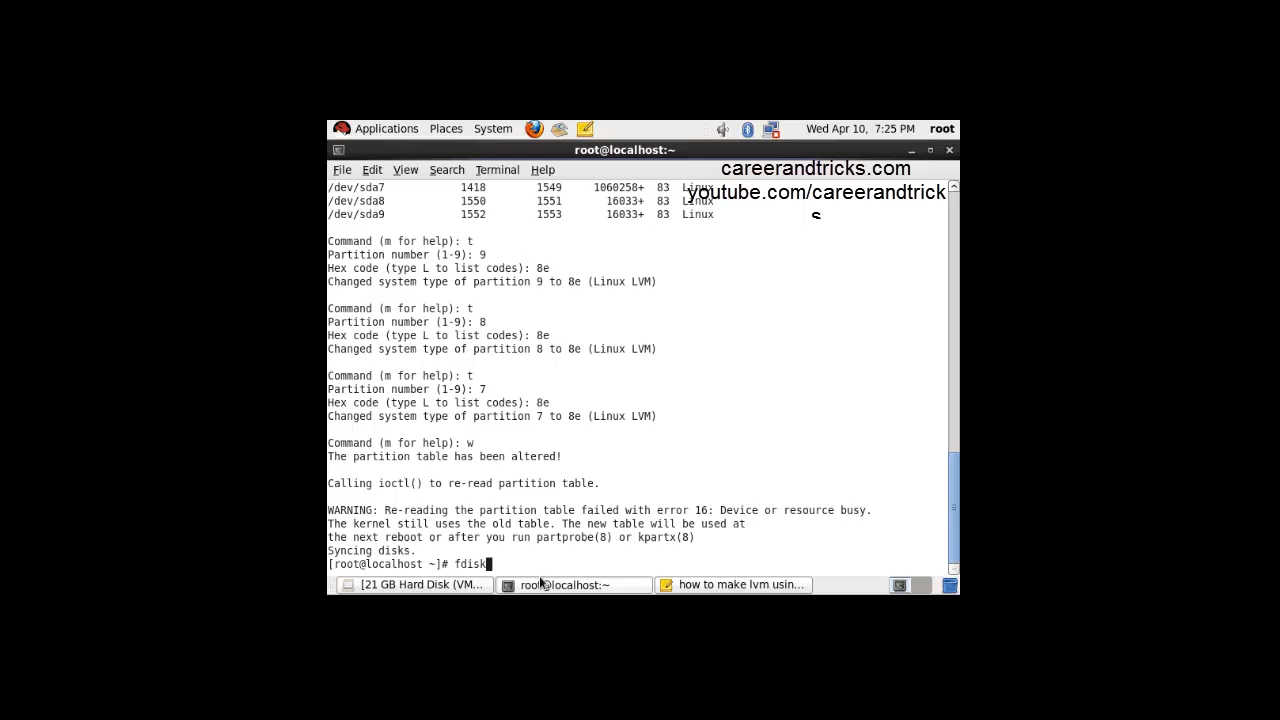 Applications Places System Wed Apr 10, 7:25 PM root
root@localhost:~
File Edit View Search Terminal Help
careerandtricks.com
youtube.com/careerandtrick
s
/dev/sda7 1418 1549 1060258+ 83 Linux
/dev/sda8 1550 1551 16033+ 83 Linux
/dev/sda9 1552 1553 16033+ 83 Linux
Command (m for help): t
Partition number (1-9): 9
Hex code (type L to list codes): 8e
Changed system type of partition 9 to 8e (Linux LVM)
Command (m for help): t
Partition number (1-9): 8
Hex code (type L to list codes): 8e
Changed system type of partition 8 to 8e (Linux LVM)
Command (m for help): t
Partition number (1-9): 7
Hex code (type L to list codes): 8e
Changed system type of partition 7 to 8e (Linux LVM)
Command (m for help): w
The partition table has been altered!
Calling ioctl() to re-read partition table.
WARNING: Re-reading the partition table failed with error 16: Device or resource busy.
The kernel still uses the old table. The new table will be used at
the next reboot or after you run partprobe(8) or kpartx(8)
Syncing disks.
[root@localhost ~]# fdisk
[21 GB Hard Disk (VM... root@localhost:~ how to make lvm usin...